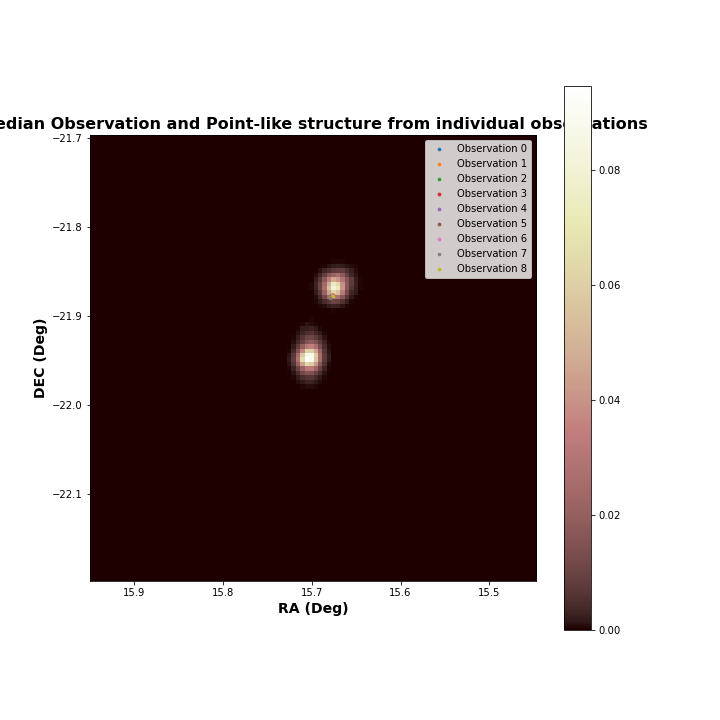 edian Observation and Point-like structure from individual obse ations
−21.7
−21.8
−21.9
−22.0
−22.1
DEC (Deg)
Observation 0
Observation 1
Observation 2
Observation 3
Observation 4
Observation 5
Observation 6
Observation 7
Observation 8
15.9 15.8 15.7 15.6 15.5
RA (Deg)
0.08
0.06
0.04
0.02
0.00